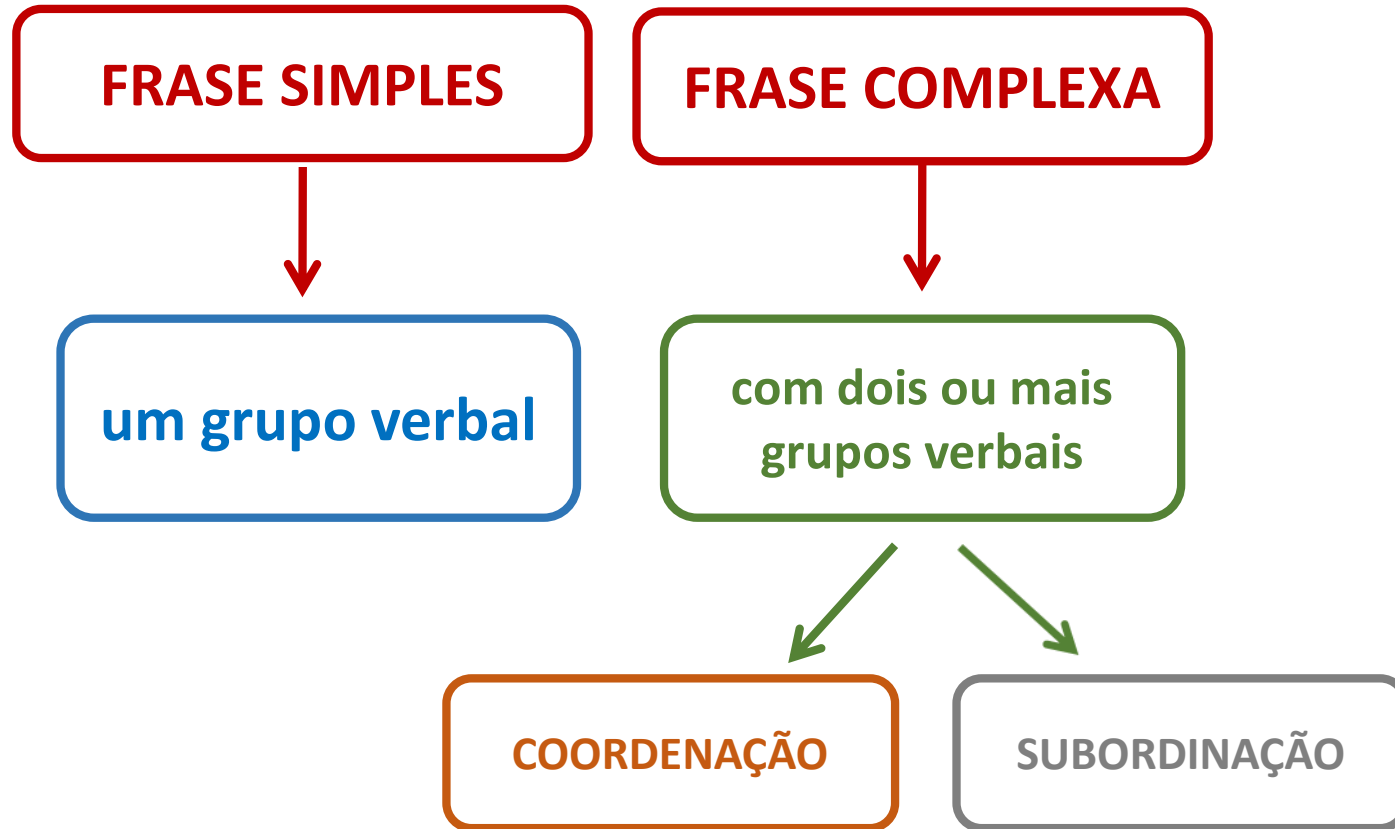 FRASE SIMPLES
FRASE COMPLEXA
um grupo verbal
com dois ou mais
grupos verbais
COORDENAÇÃO
SUBORDINAÇÃO